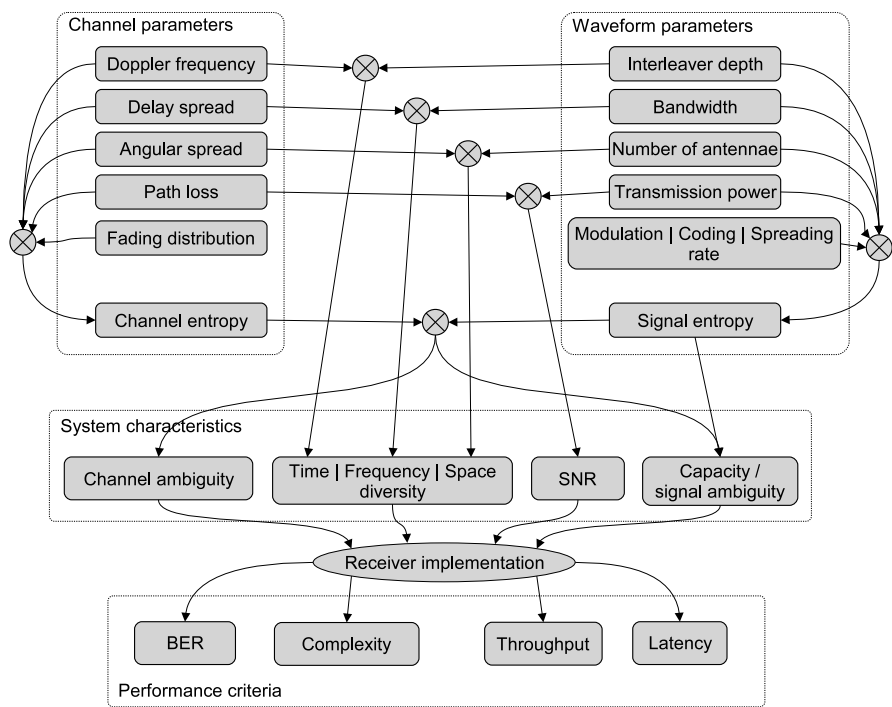 Channel parameters
Waveform parameters
Doppler frequency
Interleaver depth
Delay spread
Bandwidth
Angular spread
Number of antennae
Path loss
Transmission power
Fading distribution
Modulation | Coding | Spreading
rate
Channel entropy
Signal entropy
System characteristics
Channel ambiguity
Time | Frequency | Space
diversity
SNR
Capacity /
signal ambiguity
Receiver implementation
BER
Complexity
Throughput
Latency
Performance criteria